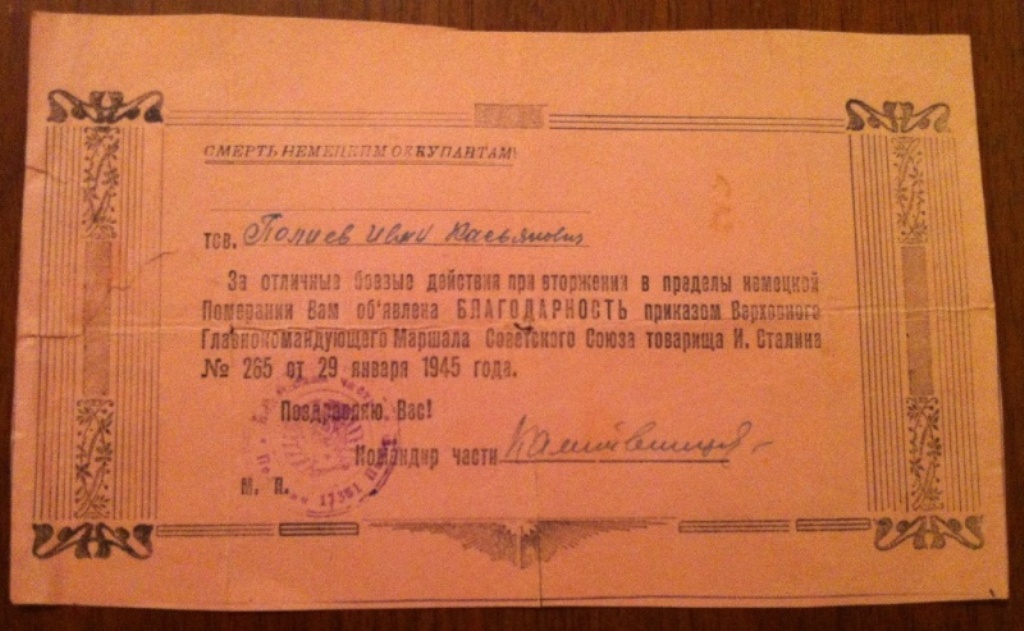 СМЕРТЬ НЕМЕЦКИМ ОККУПАНТАМ!
тов. Полиев Иван Касьянович
За отличные боевые действия при вторжении в пределы немецкой
Померании Вам об'явлена БЛАГОДАРНОСТЬ приказом Верховного
Главнокомандующего Маршала Советского Союза товарища И. Сталина
№ 265 от 29 января 1945 года.
Поздравляю Вас!
Командир части
М. П.